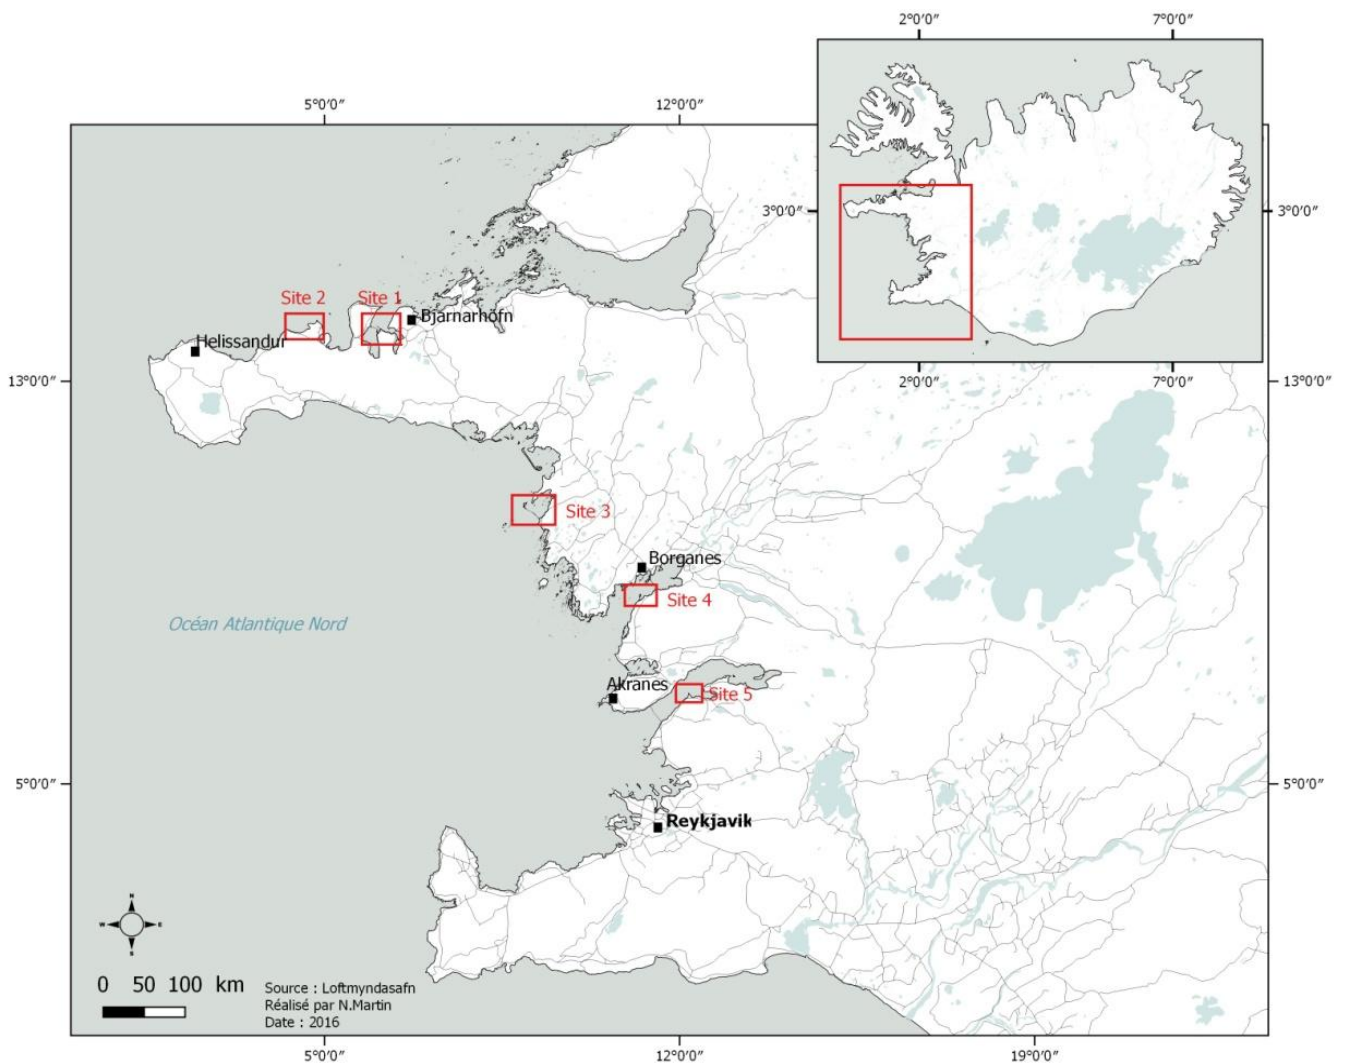 2°0′0″ 7°0′0″
5°0′0″ 12°0′0″
3°0′0″ 3°0′0″
Site 2 Site 1
Bjarnarhöfn
Helissandur
2°0′0″ 7°0′0″
13°0′0″ 13°0′0″
Site 3
Borganes
Site 4
Océan Atlantique Nord
Akranes
Site 5
5°0′0″ 5°0′0″
Reykjavik
N
W E
S
0 50 100 km
Source : Loftmyndasafn
Réalisé par N.Martin
Date : 2016
5°0′0″ 12°0′0″ 19°0′0″